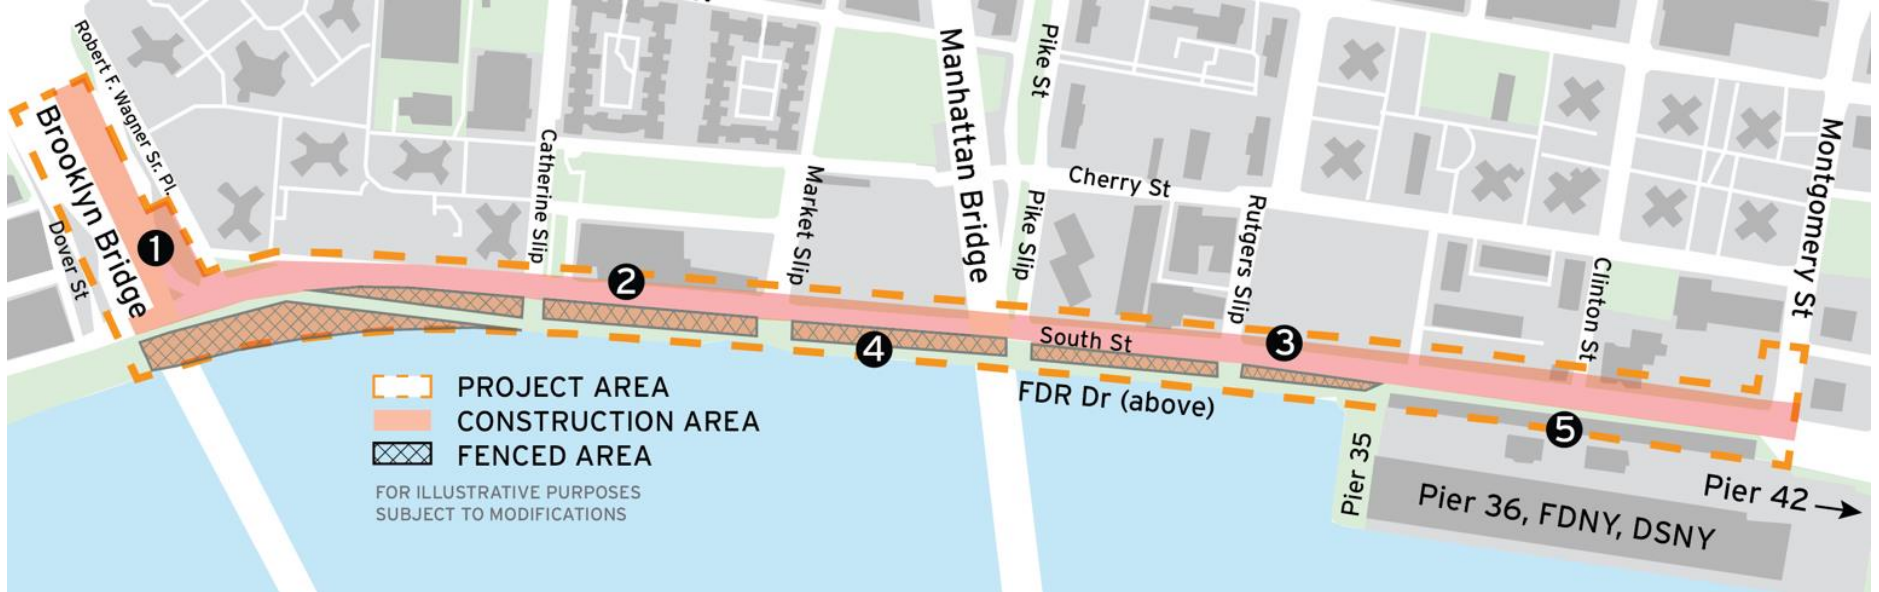 Robert F. Wagner Sr. Pl.
Brooklyn Bridge
Dover St
1
Catherine Slip
2
Market Slip
Manhattan Bridge
Pike St
Pike Slip
Cherry St
Rutgers Slip
3
Clinton St
Montgomery St
4
South St
FDR Dr (above)
5
Pier 35
Pier 36, FDNY, DSNY
Pier 42
PROJECT AREA
CONSTRUCTION AREA
FENCED AREA
FOR ILLUSTRATIVE PURPOSES
SUBJECT TO MODIFICATIONS